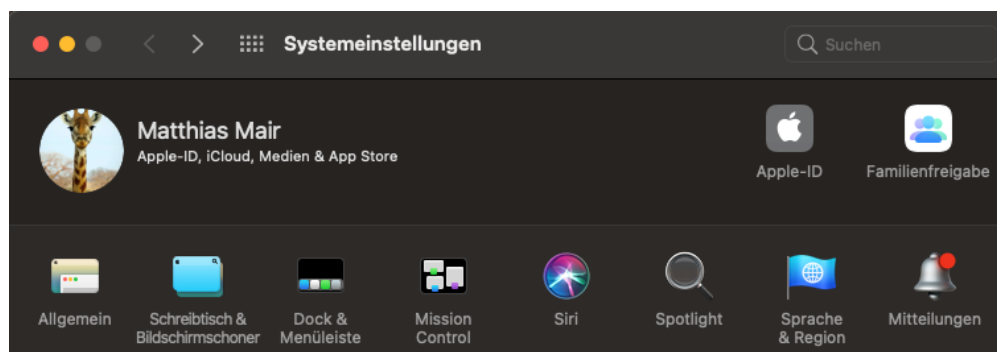 Systemeinstellungen
Suchen
Matthias Mair
Apple-ID, iCloud, Medien & App Store
Apple-ID
Familienfreigabe
Allgemein
Schreibtisch &
Bildschirmschoner
Dock &
Menüleiste
Mission
Control
Siri
Spotlight
Sprache
& Region
Mitteilungen